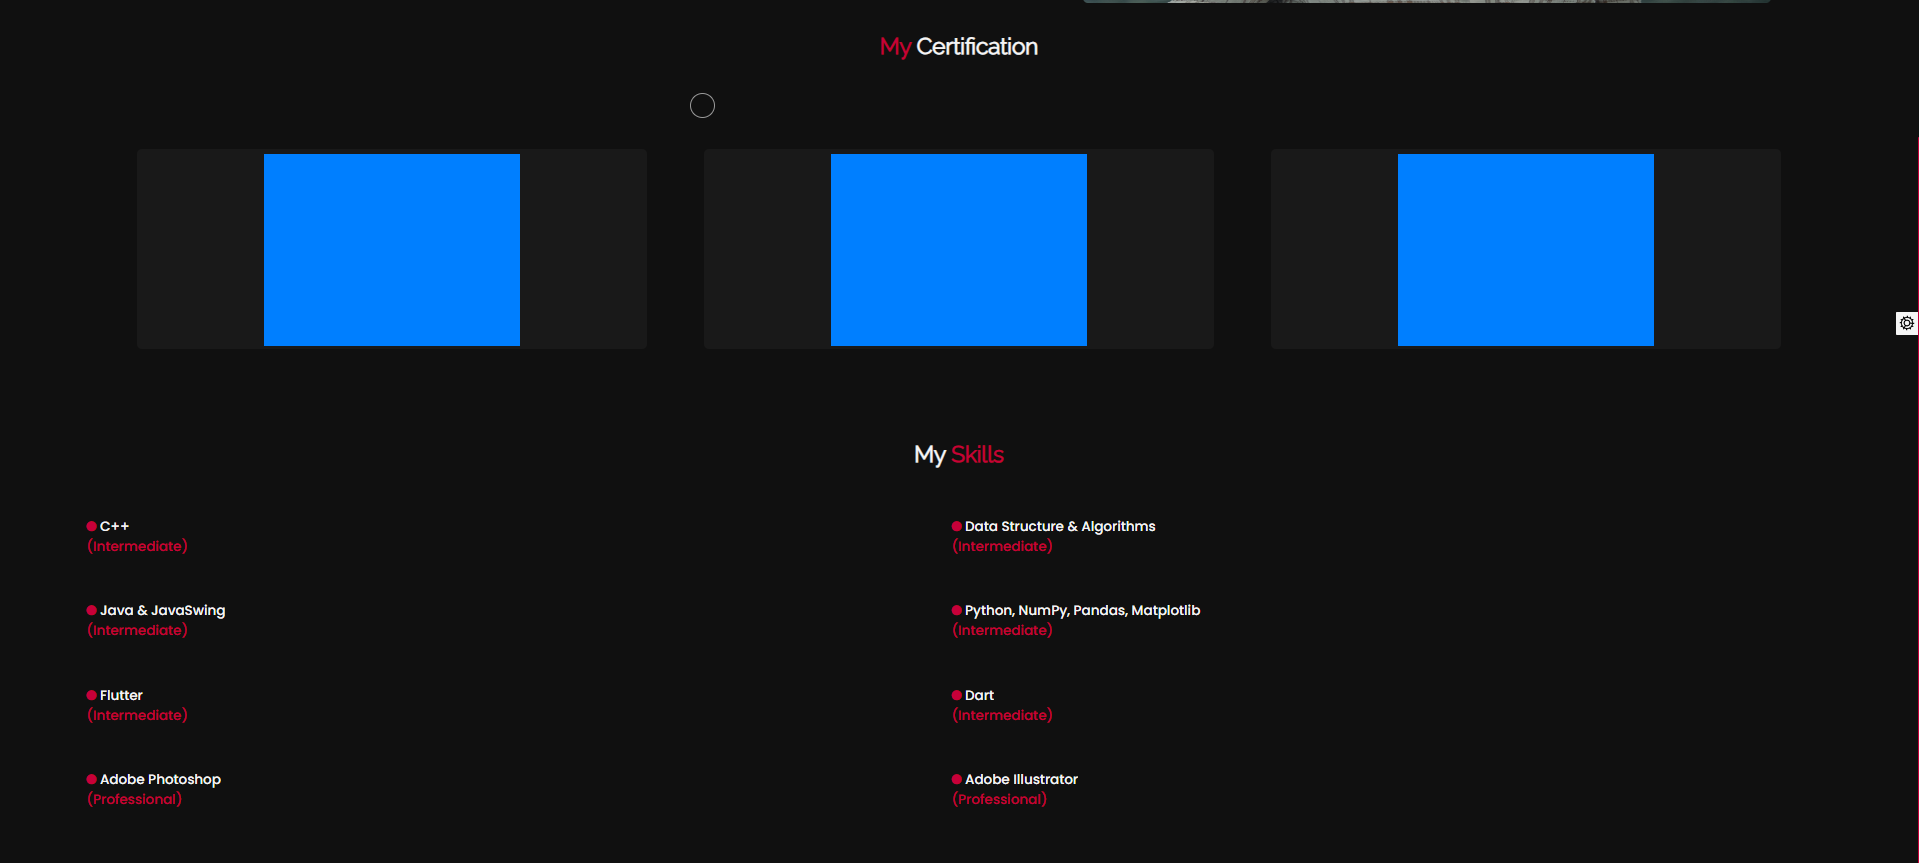 My Certification
My Skills
C++
(Intermediate)
Data Structure & Algorithms
(Intermediate)
Java & JavaSwing
(Intermediate)
Python, NumPy, Pandas, Matplotlib
(Intermediate)
Flutter
(Intermediate)
Dart
(Intermediate)
Adobe Photoshop
(Professional)
Adobe Illustrator
(Professional)